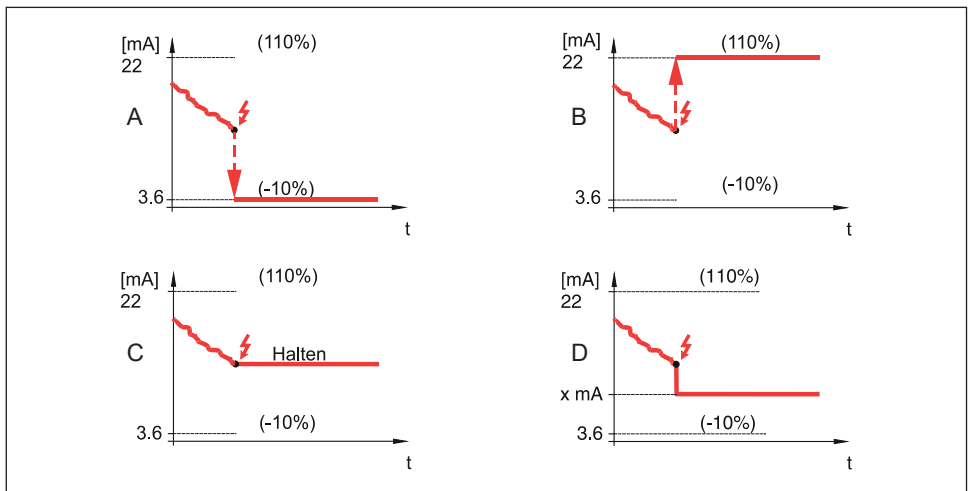 [mA]
22
(110%)
A
3.6
(-10%)
t
[mA]
22
(110%)
B
3.6
(-10%)
t
[mA]
22
(110%)
C
Halten
3.6
(-10%)
t
[mA]
22
(110%)
D
x mA
3.6
(-10%)
t